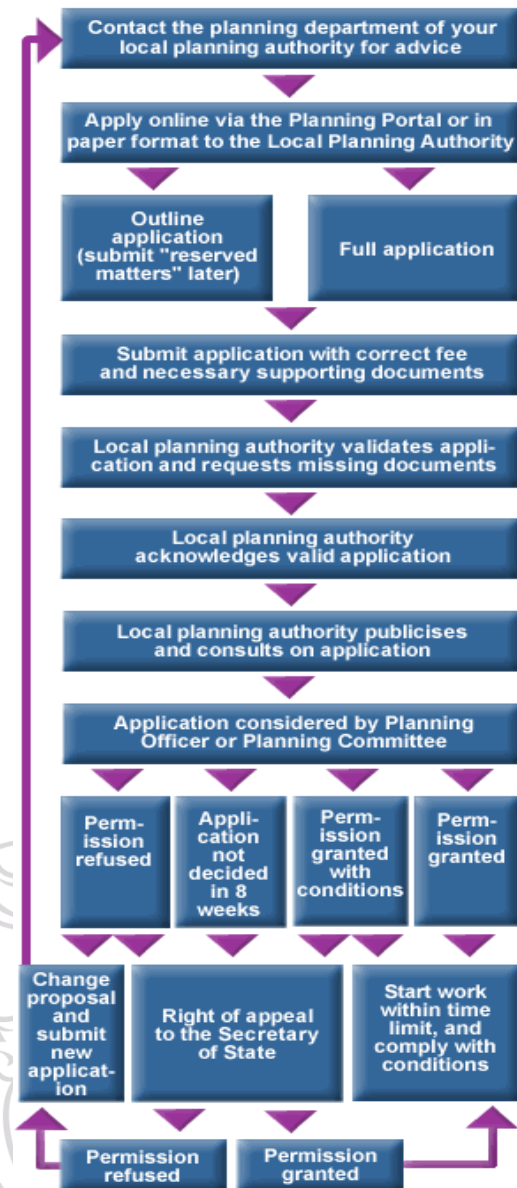 Contact the planning department of your
local planning authority for advice
Apply online via the Planning Portal or in
paper format to the Local Planning Authority
Outline
application
(submit "reserved
matters" later)
Full application
Submit application with correct fee
and necessary supporting documents
Local planning authority validates appli-
cation and requests missing documents
Local planning authority
acknowledges valid application
Local planning authority publicises
and consults on application
Application considered by Planning
Officer or Planning Committee
Perm-
ission
refused
Appli-
cation
not
decided
in 8
weeks
Perm-
ission
granted
with
conditions
Perm-
ission
granted
Change
proposal
and
submit
new
applicat-
ion
Right of appeal
to the Secretary
of State
Start work
within time
limit, and
comply with
conditions
Permission
refused
Permission
granted